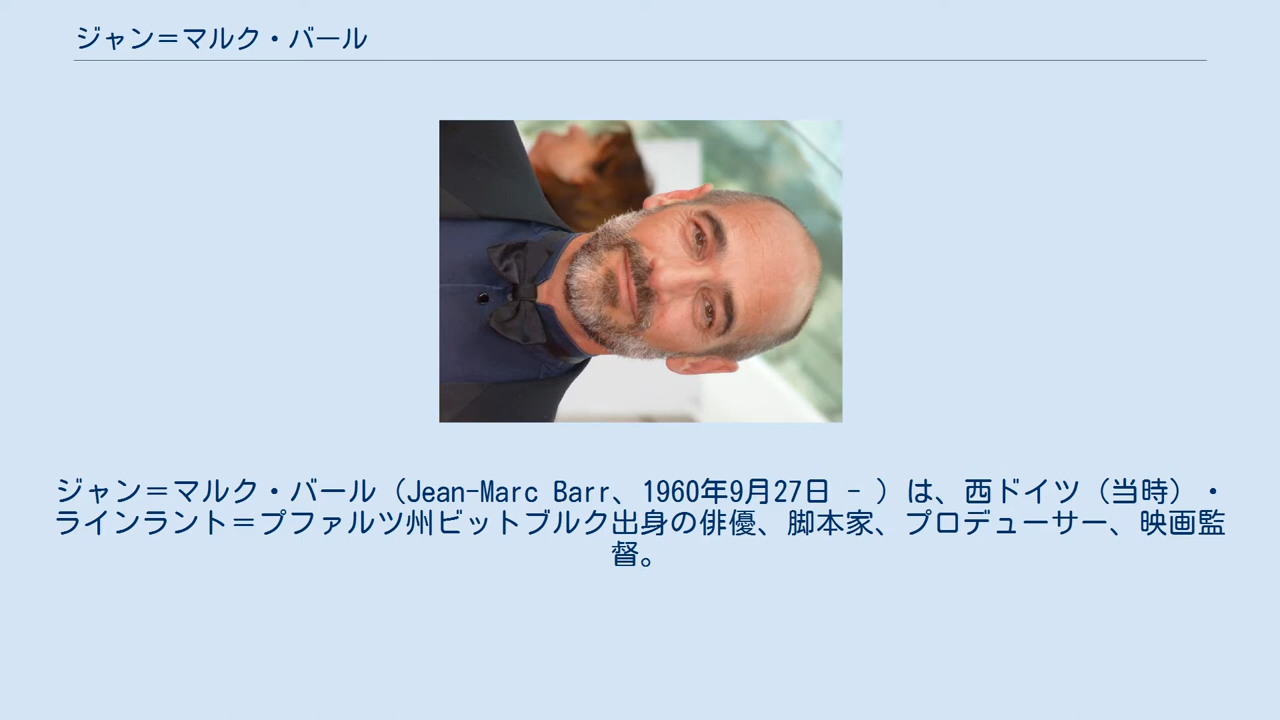 ジャン＝マルク・バール
ジャン＝マルク・バール（Jean-Marc Barr、1960年9月27日 - ）は、西ドイツ（当時）・
ラインラント＝プファルツ州ビットブルク出身の俳優、脚本家、プロデューサー、映画監
督。